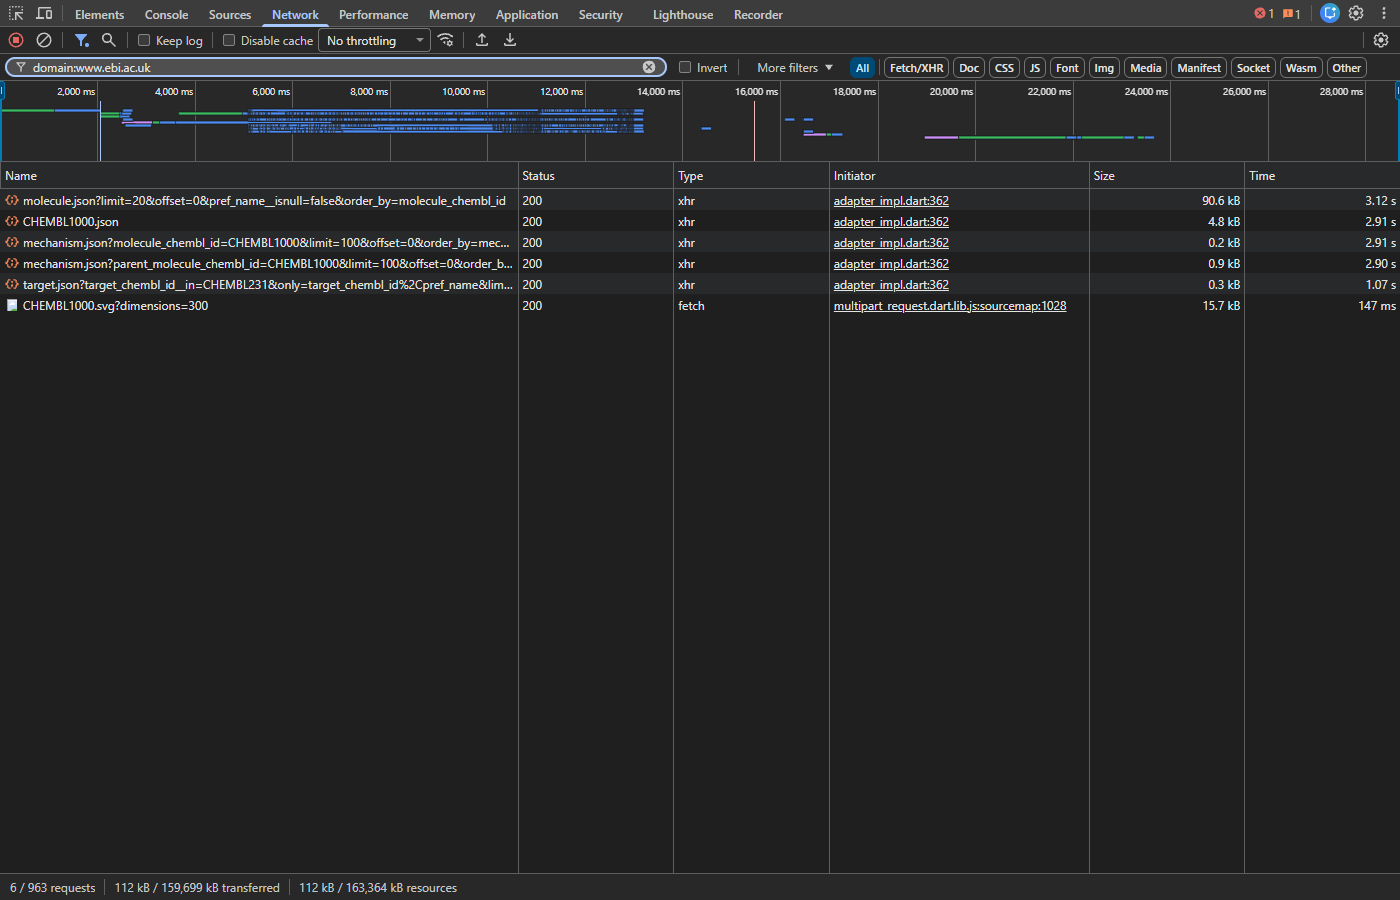 Elements Console Sources Network Performance Memory Application Security Lighthouse Recorder 1 1
Keep log Disable cache No throttling
domain:www.ebi.ac.uk Invert More filters All Fetch/XHR Doc CSS JS Font Img Media Manifest Socket Wasm Other
2,000 ms 4,000 ms 6,000 ms 8,000 ms 10,000 ms 12,000 ms 14,000 ms 16,000 ms 18,000 ms 20,000 ms 22,000 ms 24,000 ms 26,000 ms 28,000 ms
Name Status Type Initiator Size Time
molecule.json?limit=20&offset=0&pref_name__isnull=false&order_by=molecule_chembl_id 200 xhr adapter_impl.dart:362 90.6 kB 3.12 s
CHEMBL1000.json 200 xhr adapter_impl.dart:362 4.8 kB 2.91 s
mechanism.json?molecule_chembl_id=CHEMBL1000&limit=100&offset=0&order_by=mec... 200 xhr adapter_impl.dart:362 0.2 kB 2.91 s
mechanism.json?parent_molecule_chembl_id=CHEMBL1000&limit=100&offset=0&order_b... 200 xhr adapter_impl.dart:362 0.9 kB 2.90 s
target.json?target_chembl_id__in=CHEMBL231&only=target_chembl_id%2Cpref_name&lim... 200 xhr adapter_impl.dart:362 0.3 kB 1.07 s
CHEMBL1000.svg?dimensions=300 200 fetch multipart_request.dart.lib.js:sourcemap:1028 15.7 kB 147 ms
6 / 963 requests 112 kB / 159,699 kB transferred 112 kB / 163,364 kB resources